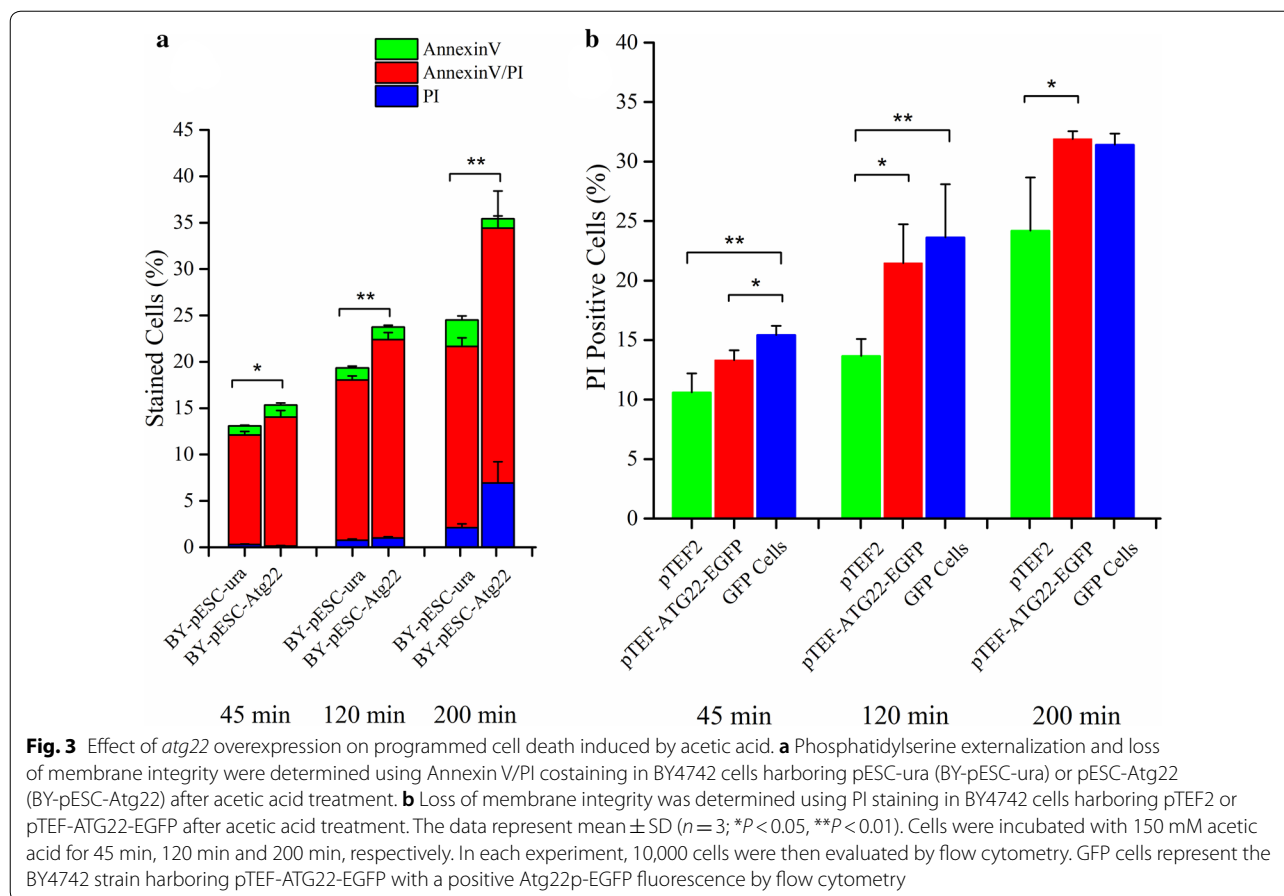 a
AnnexinV
AnnexinV/PI
PI
Stained Cells (%)
45
40
35
30
25
20
15
10
5
0
*
**
**
BY-pESC-ura
BY-pESC-Atg22
BY-pESC-ura
BY-pESC-Atg22
BY-pESC-ura
BY-pESC-Atg22
45 min
120 min
200 min
b
PI Positive Cells (%)
40
35
30
25
20
15
10
5
0
**
*
**
*
*
pTEF2
pTEF-ATG22-EGFP
GFP Cells
pTEF2
pTEF-ATG22-EGFP
GFP Cells
pTEF2
pTEF-ATG22-EGFP
GFP Cells
45 min
120 min
200 min
Fig. 3 Effect of atg22 overexpression on programmed cell death induced by acetic acid. a Phosphatidylserine externalization and loss
of membrane integrity were determined using Annexin V/PI costaining in BY4742 cells harboring pESC-ura (BY-pESC-ura) or pESC-Atg22
(BY-pESC-Atg22) after acetic acid treatment. b Loss of membrane integrity was determined using PI staining in BY4742 cells harboring pTEF2 or
pTEF-ATG22-EGFP after acetic acid treatment. The data represent mean ± SD (n = 3; *P < 0.05, **P < 0.01). Cells were incubated with 150 mM acetic
acid for 45 min, 120 min and 200 min, respectively. In each experiment, 10,000 cells were then evaluated by flow cytometry. GFP cells represent the
BY4742 strain harboring pTEF-ATG22-EGFP with a positive Atg22p-EGFP fluorescence by flow cytometry